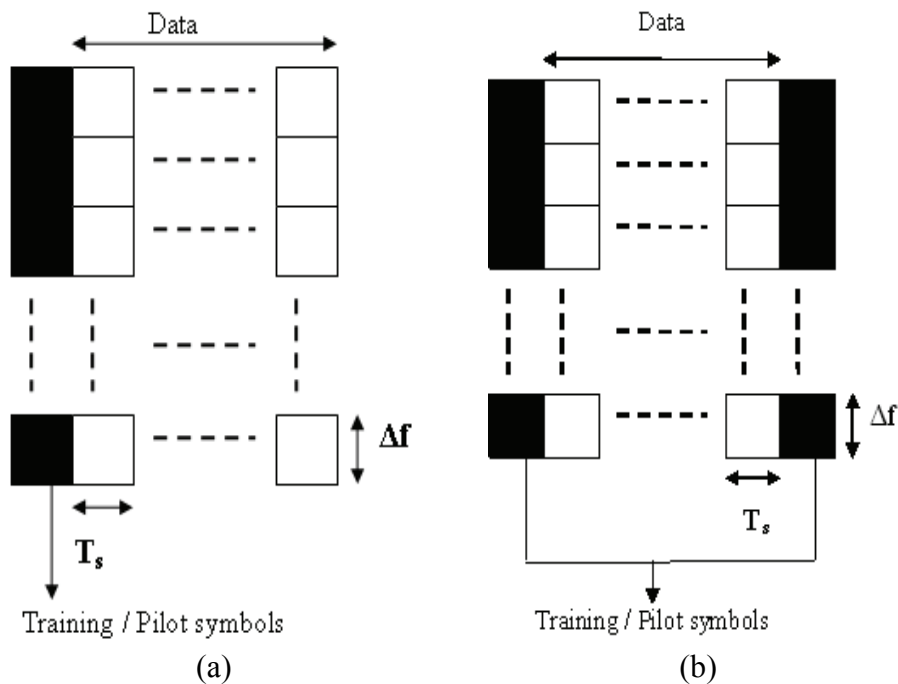 Data
Δf
Tₛ
Training / Pilot symbols
(a)
Data
Δf
Tₛ
Training / Pilot symbols
(b)